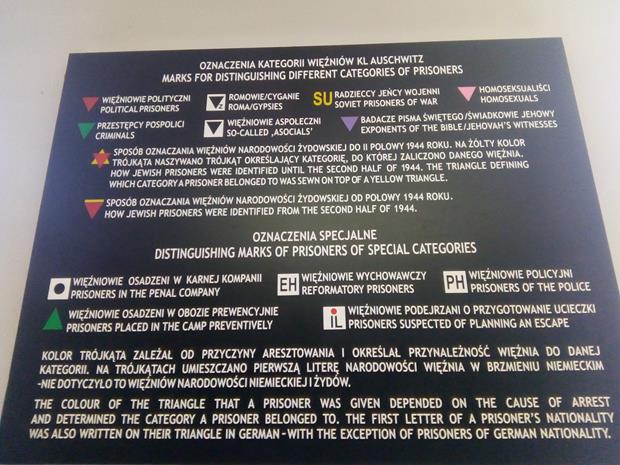 OZNACZENIA KATEGORII WIĘŹNIÓW KL AUSCHWITZ
MARKS FOR DISTINGUISHING DIFFERENT CATEGORIES OF PRISONERS
WIĘŹNIOWIE POLITYCZNI
POLITICAL PRISONERS
Z
ROMOWIE/CYGANIE
ROMA/GYPSIES
SU
RADZIECCY JEŃCY WOJENNI
SOVIET PRISONERS OF WAR
HOMOSEKSUALIŚCI
HOMOSEXUALS
PRZESTĘPCY POSPOLICI
CRIMINALS
WIĘŹNIOWIE ASPOŁECZNI
SO-CALLED ‚ASOCIALS'
BADACZE PISMA ŚWIĘTEGO/ŚWIADKOWIE JEHOWY
EXPONENTS OF THE BIBLE/JEHOVAH'S WITNESSES
SPOSÓB OZNACZANIA WIĘŹNIÓW NARODOWOŚCI ŻYDOWSKIEJ DO II POŁOWY 1944 ROKU. NA ŻÓŁTY KOLOR
TRÓJKĄTA NASZYWANO TRÓJKĄT OKREŚLAJĄCY KATEGORIĘ, DO KTÓREJ ZALICZONO DANEGO WIĘŹNIA.
HOW JEWISH PRISONERS WERE IDENTIFIED UNTIL THE SECOND HALF OF 1944. THE TRIANGLE DEFINING
WHICH CATEGORY A PRISONER BELONGED TO WAS SEWN ON TOP OF A YELLOW TRIANGLE.
SPOSÓB OZNACZANIA WIĘŹNIÓW NARODOWOŚCI ŻYDOWSKIEJ OD POŁOWY 1944 ROKU.
HOW JEWISH PRISONERS WERE IDENTIFIED FROM THE SECOND HALF OF 1944.
OZNACZENIA SPECJALNE
DISTINGUISHING MARKS OF PRISONERS OF SPECIAL CATEGORIES
WIĘŹNIOWIE OSADZENI W KARNEJ KOMPANII
PRISONERS IN THE PENAL COMPANY
EH
WIĘŹNIOWIE WYCHOWAWCZY
REFORMATORY PRISONERS
PH
WIĘŹNIOWIE POLICYJNI
PRISONERS OF THE POLICE
WIĘŹNIOWIE OSADZENI W OBOZIE PREWENCYJNIE
PRISONERS PLACED IN THE CAMP PREVENTIVELY
iL
WIĘŹNIOWIE PODEJRZANI O PRZYGOTOWANIE UCIECZKI
PRISONERS SUSPECTED OF PLANNING AN ESCAPE
KOLOR TRÓJKĄTA ZALEŻAŁ OD PRZYCZYNY ARESZTOWANIA I OKREŚLAŁ PRZYNALEŻNOŚĆ WIĘŹNIA DO DANEJ
KATEGORII. NA TRÓJKĄTACH UMIESZCZANO PIERWSZĄ LITERĘ NARODOWOŚCI WIĘŹNIA W BRZMIENIU NIEMIECKIM
-NIE DOTYCZYŁO TO WIĘŹNIÓW NARODOWOŚCI NIEMIECKIEJ I ŻYDÓW.
THE COLOUR OF THE TRIANGLE THAT A PRISONER WAS GIVEN DEPENDED ON THE CAUSE OF ARREST
AND DETERMINED THE CATEGORY A PRISONER BELONGED TO. THE FIRST LETTER OF A PRISONER'S NATIONALITY
WAS ALSO WRITTEN ON THEIR TRIANGLE IN GERMAN-WITH THE EXCEPTION OF PRISONERS OF GERMAN NATIONALITY.